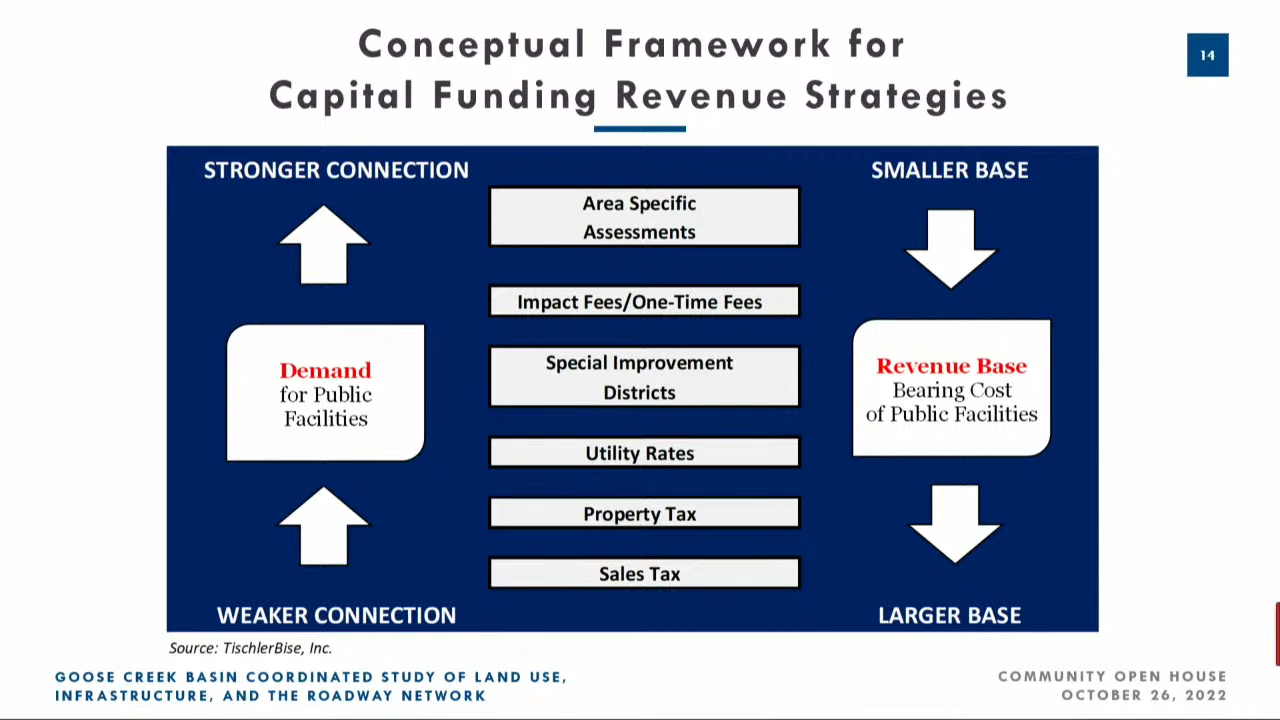 Conceptual Framework for
Capital Funding Revenue Strategies
14
STRONGER CONNECTION
SMALLER BASE
Area Specific
Assessments
Impact Fees/One-Time Fees
Special Improvement
Districts
Utility Rates
Property Tax
Sales Tax
Demand
for Public
Facilities
Revenue Base
Bearing Cost
of Public Facilities
WEAKER CONNECTION
LARGER BASE
Source: TischlerBise, Inc.
GOOSE CREEK BASIN COORDINATED STUDY OF LAND USE,
INFRASTRUCTURE, AND THE ROADWAY NETWORK
COMMUNITY OPEN HOUSE
OCTOBER 26, 2022